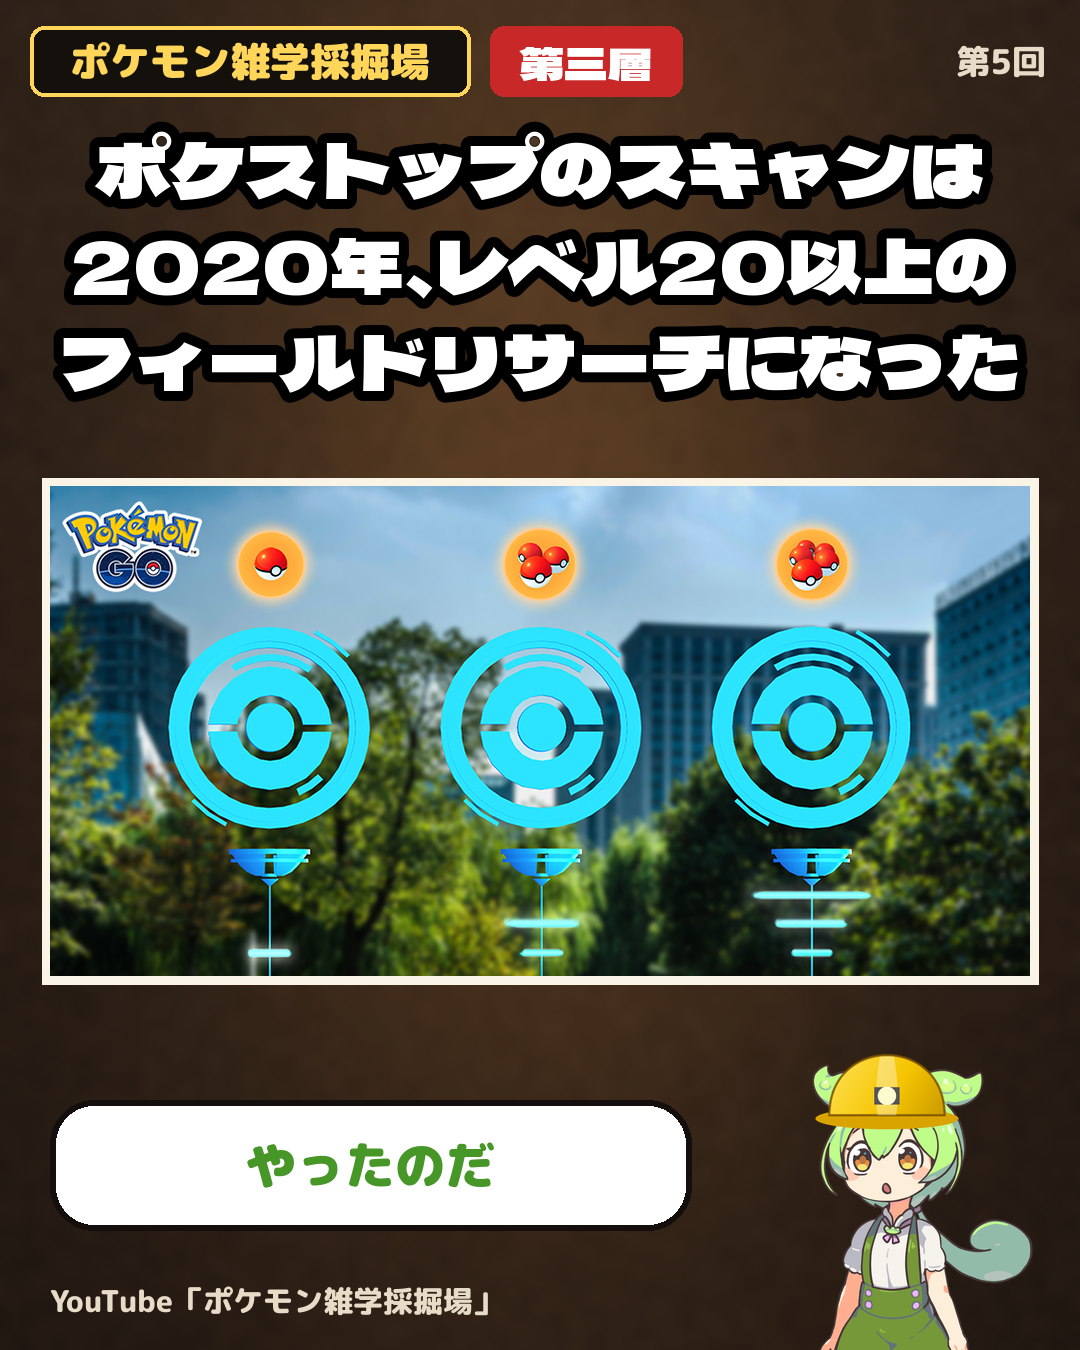 ポケモン雑学採掘場
第三層
第5回
ポケストップのスキャンは
2020年、レベル20以上の
フィールドリサーチになった
POKéMON
GO
やったのだ
YouTube「ポケモン雑学採掘場」